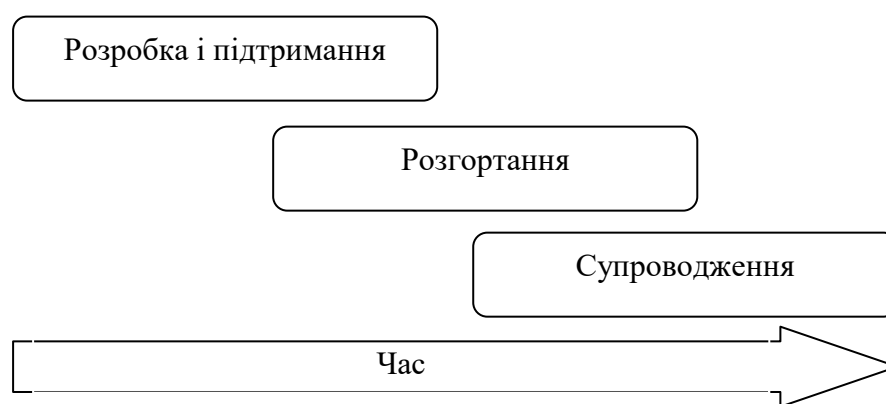 Розробка і підтримання
Розгортання
Супроводження
Час